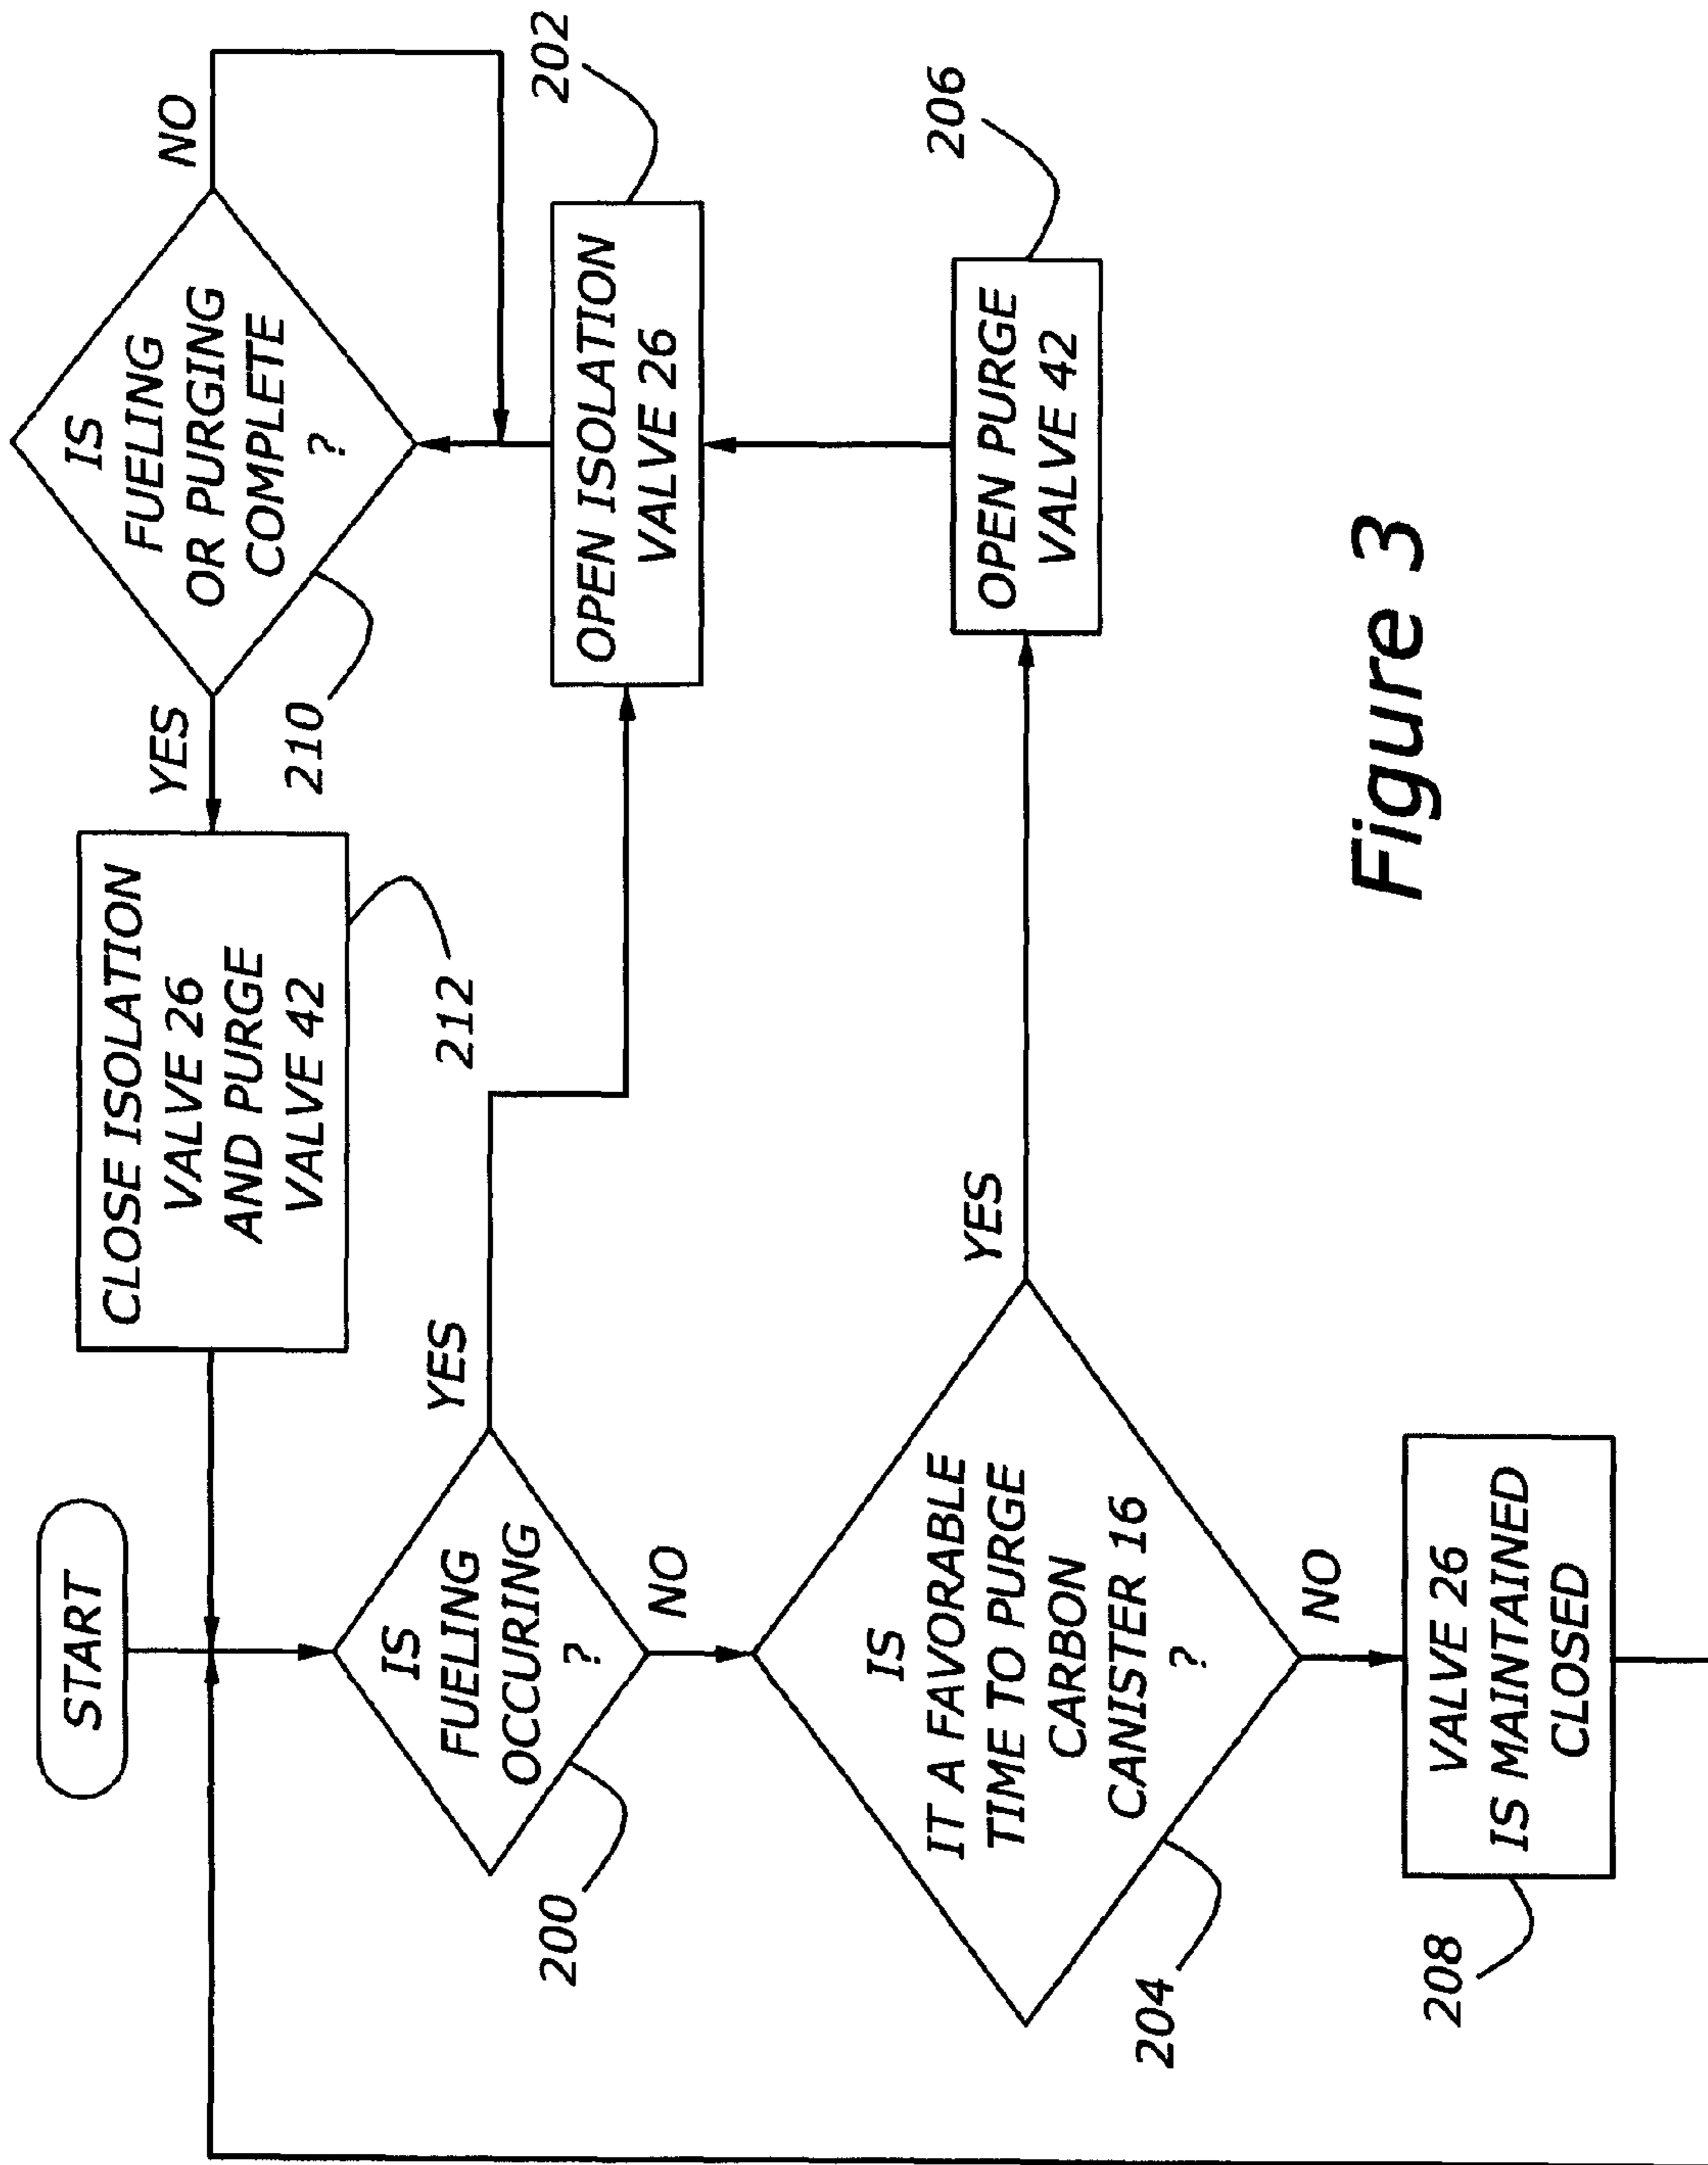 START
IS
FUELING
OCCURING
?
200
YES
NO
IS
IT A FAVORABLE
TIME TO PURGE
CARBON
CANISTER 16
?
204
YES
NO
VALVE 26
IS MAINTAINED
CLOSED
208
CLOSE ISOLATION
VALVE 26
AND PURGE
VALVE 42
212
YES
IS
FUELING
OR PURGING
COMPLETE
?
210
NO
OPEN ISOLATION
VALVE 26
202
OPEN PURGE
VALVE 42
206
Figure 3